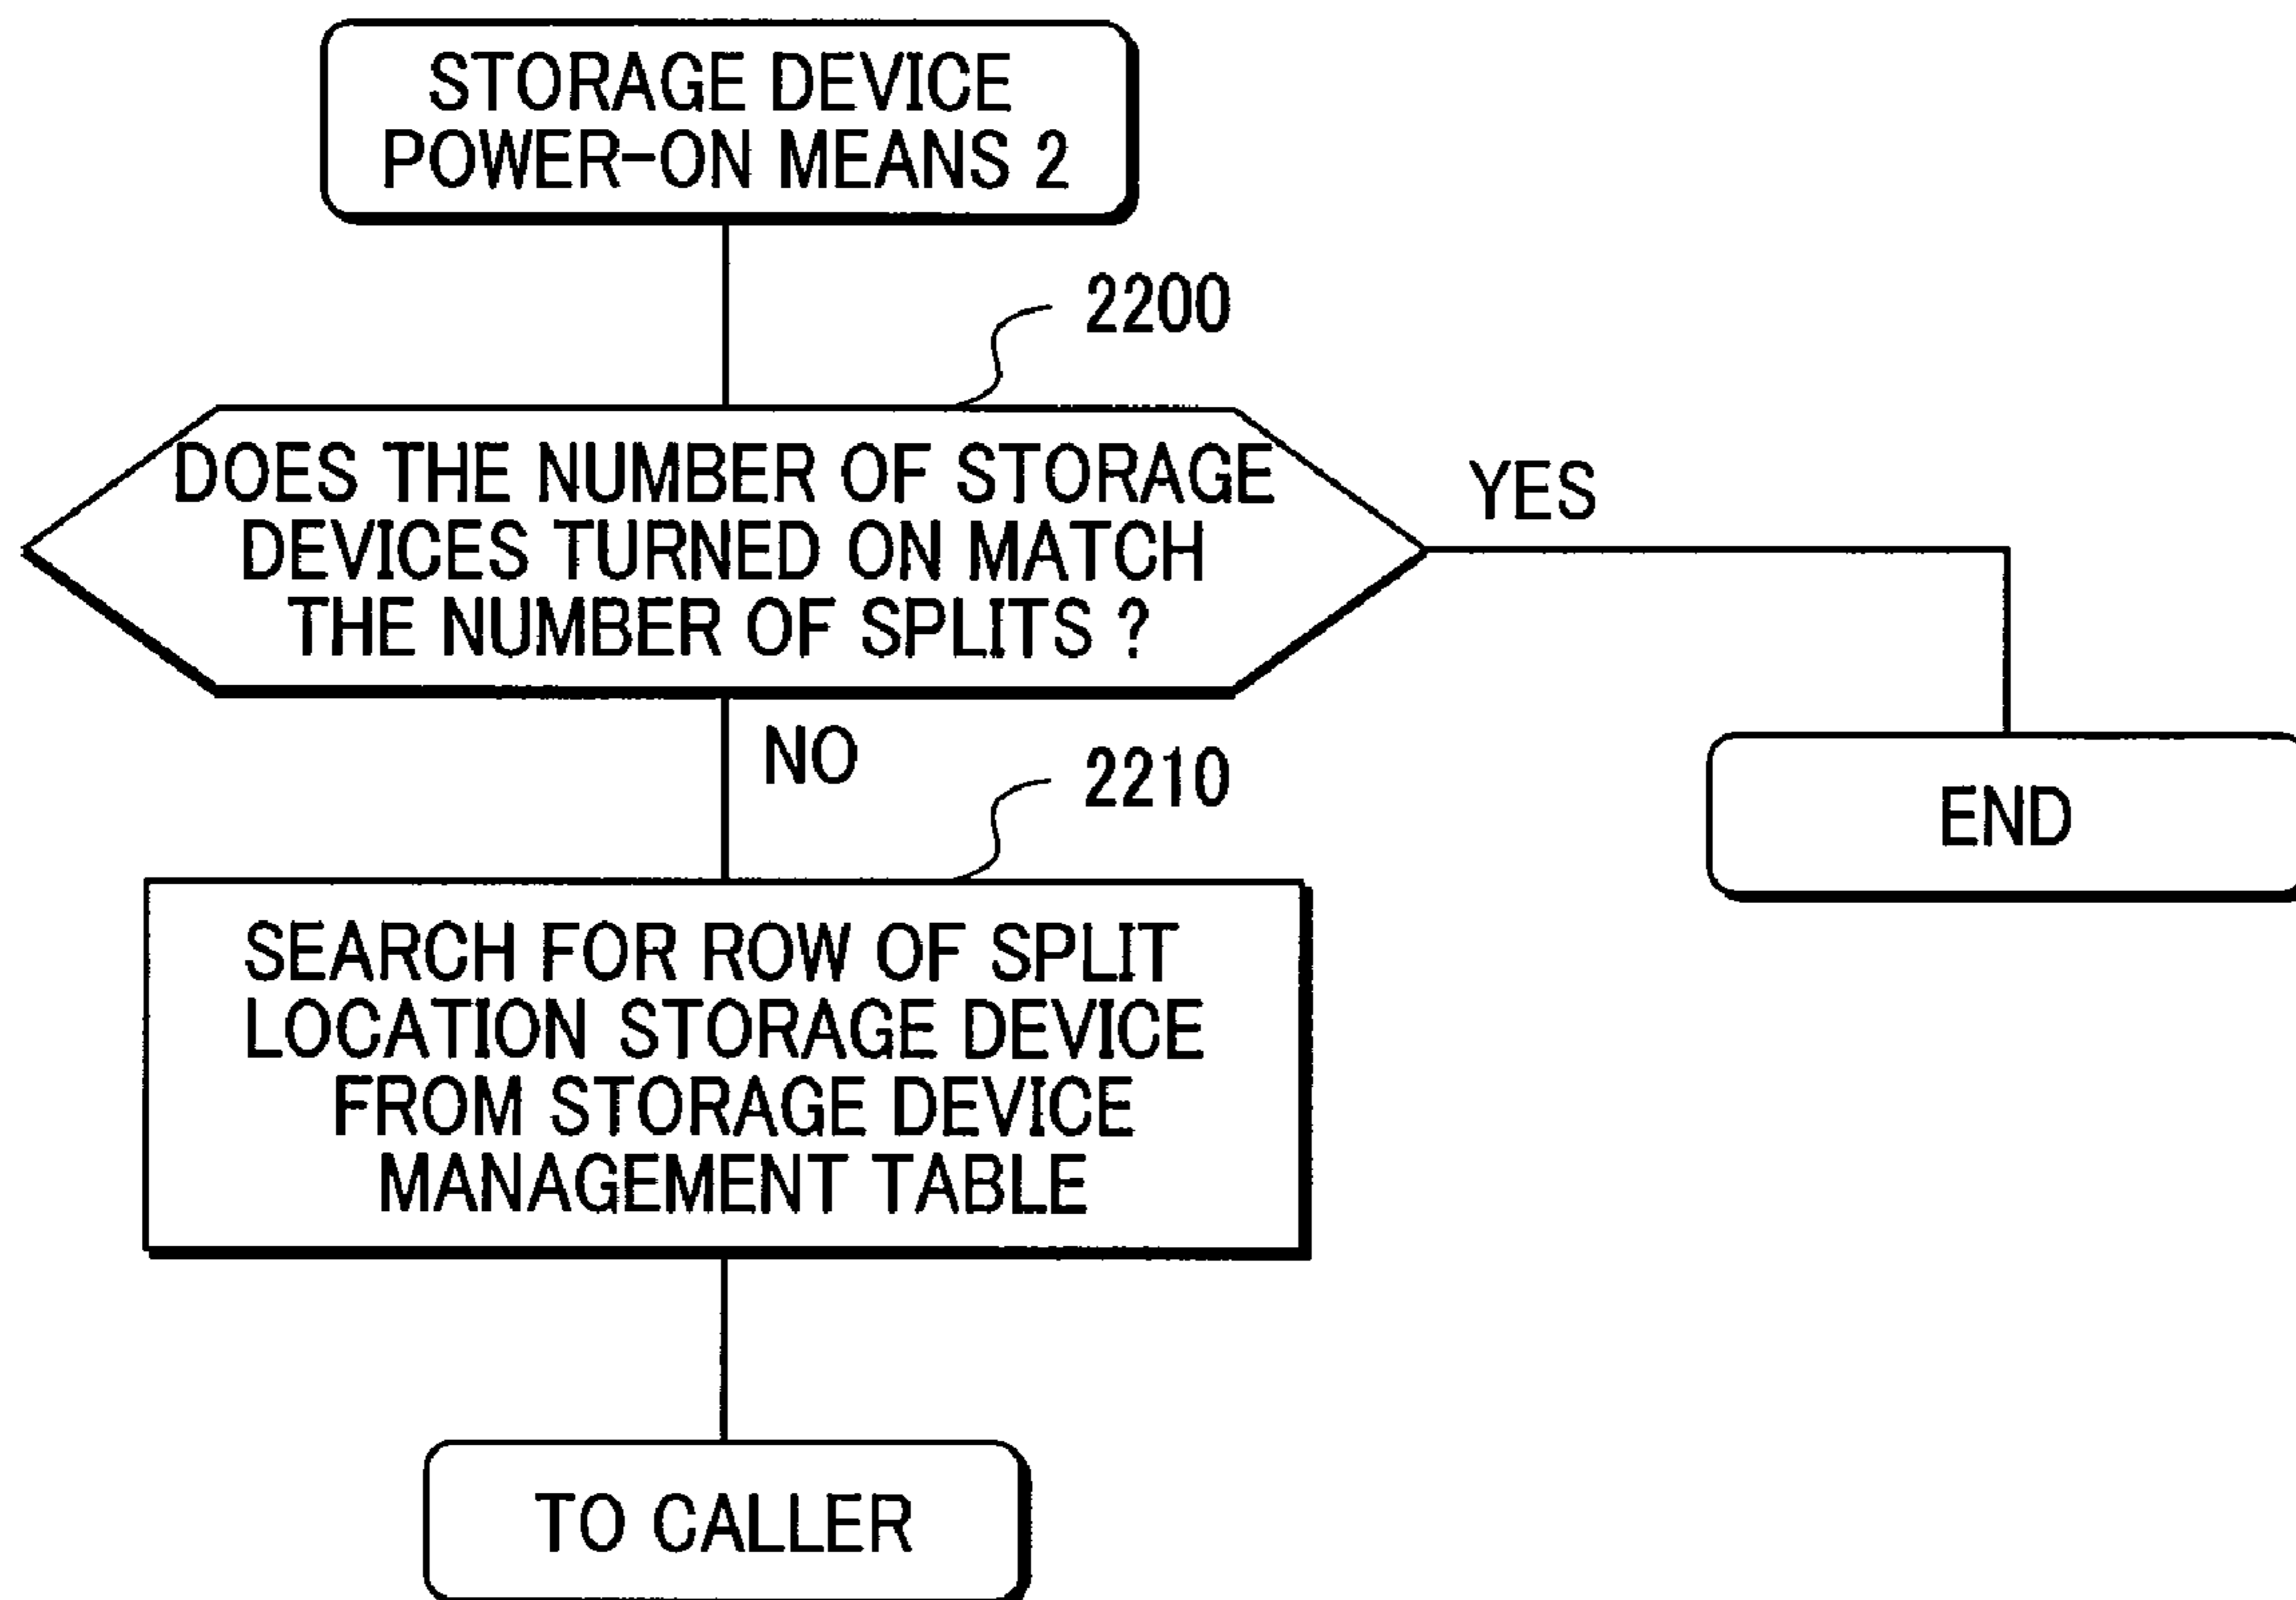 STORAGE DEVICE
POWER-ON MEANS 2
2200
DOES THE NUMBER OF STORAGE
DEVICES TURNED ON MATCH
THE NUMBER OF SPLITS ?
YES
NO
END
2210
SEARCH FOR ROW OF SPLIT
LOCATION STORAGE DEVICE
FROM STORAGE DEVICE
MANAGEMENT TABLE
TO CALLER